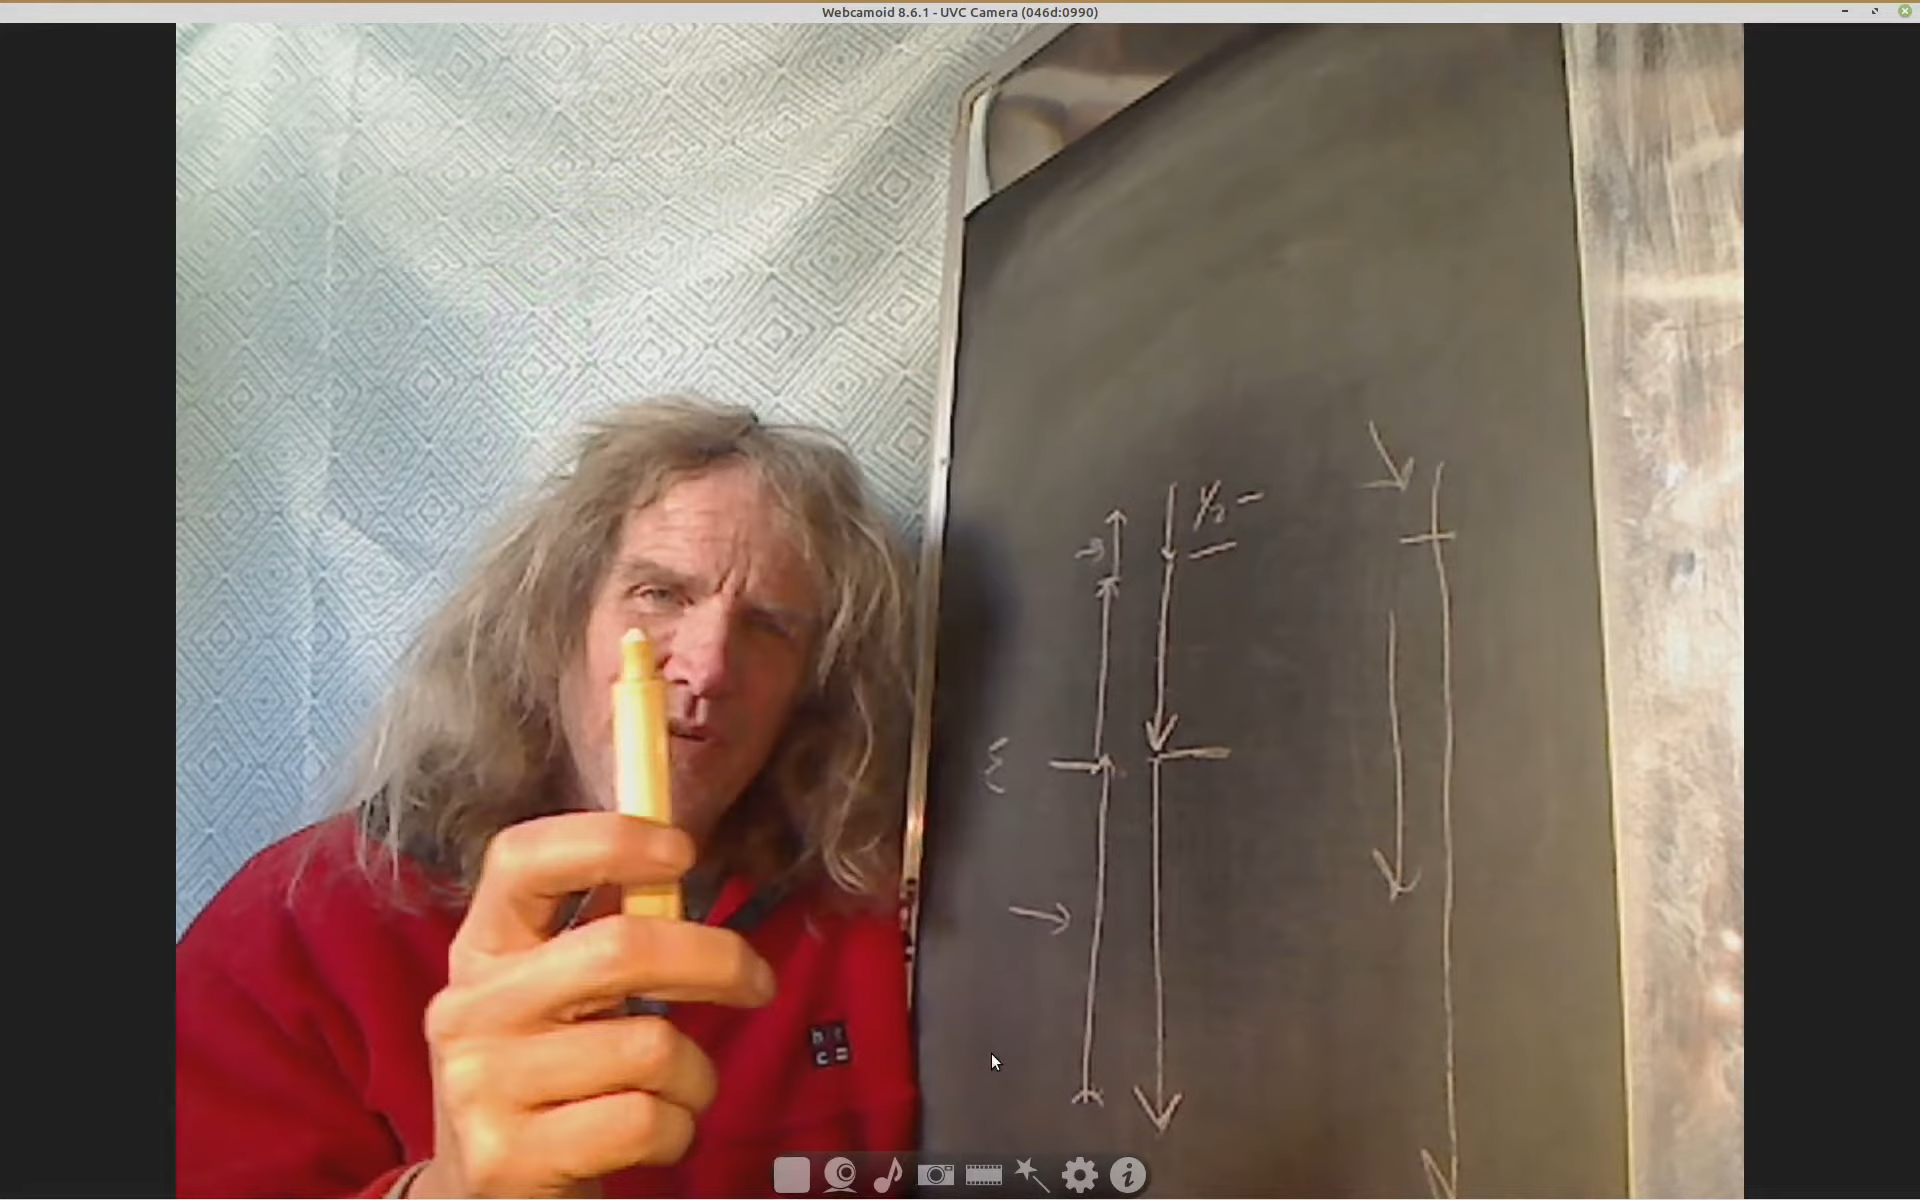 Webcamoid 8.6.1 - UVC Camera (046d:0990)
1/2 -
b r
c =